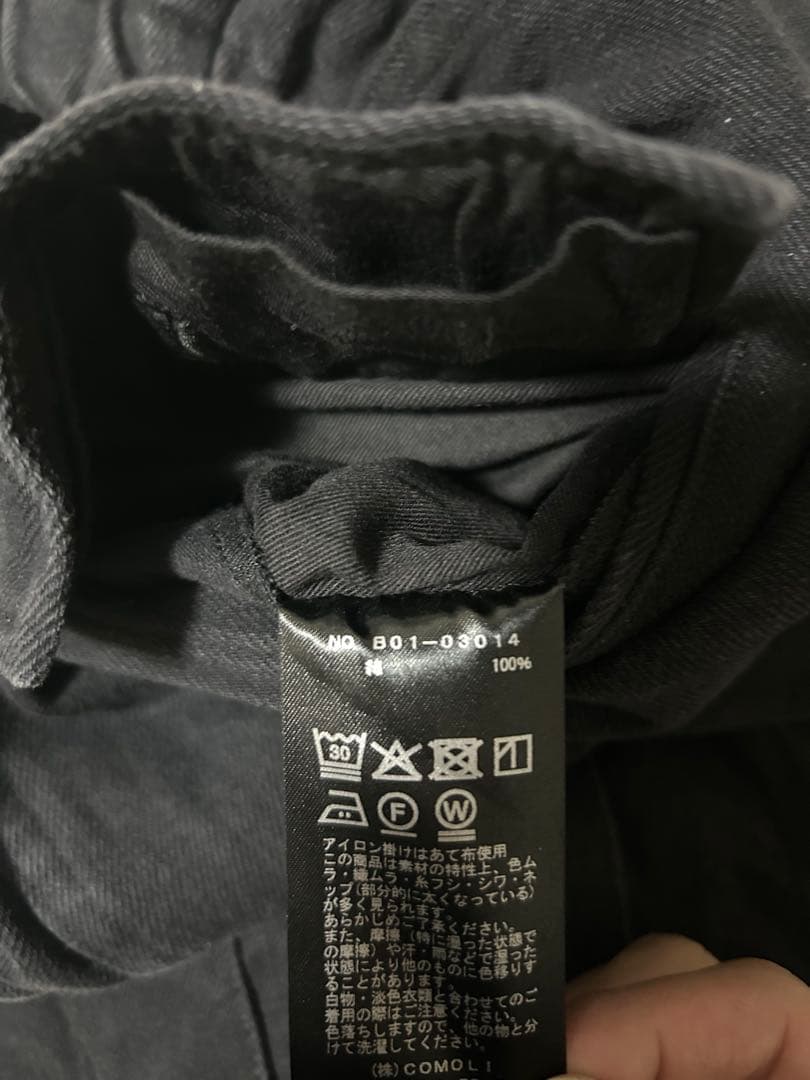 NO. B01-03014
綿 100%
30
F W
アイロン掛けはあて布使用
この商品は素材の特性上、色ム
ラ・織ムラ・糸フシ・シワ・ネ
ップ(部分的に太くなっている)
が多く見られます。
あらかじめご了承ください。
また、摩擦(特に湿った状態で
の摩擦)や汗・雨などで湿った
状態により他のものに色移りす
ることがあります。
白物・淡色衣類と合わせてのご
着用の際はご注意ください。
色落ちしますので、他の物と分
けて洗濯してください。
(株)COMOLI